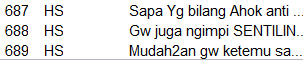 687 HS Sapa Yg bilang Ahok anti ...
688 HS Gw juga ngimpi SENTILIN...
689 HS Mudah2an gw ketemu sa...